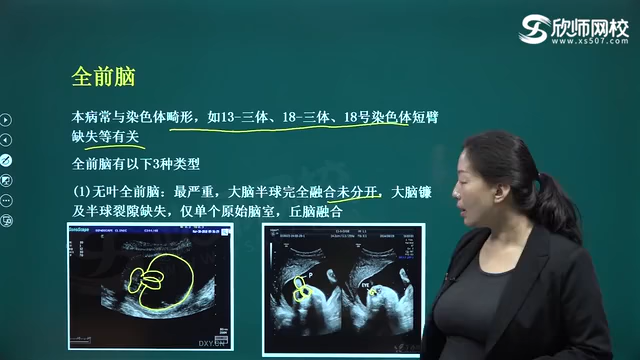 欣师网校
www.xs507.com
全前脑
本病常与染色体畸形，如13-三体、18-三体、18号染色体短臂
缺失等有关
全前脑有以下3种类型
(1)无叶全前脑：最严重，大脑半球完全融合未分开，大脑镰
及半球裂隙缺失，仅单个原始脑室，丘脑融合
P
EYE
DXY.CN